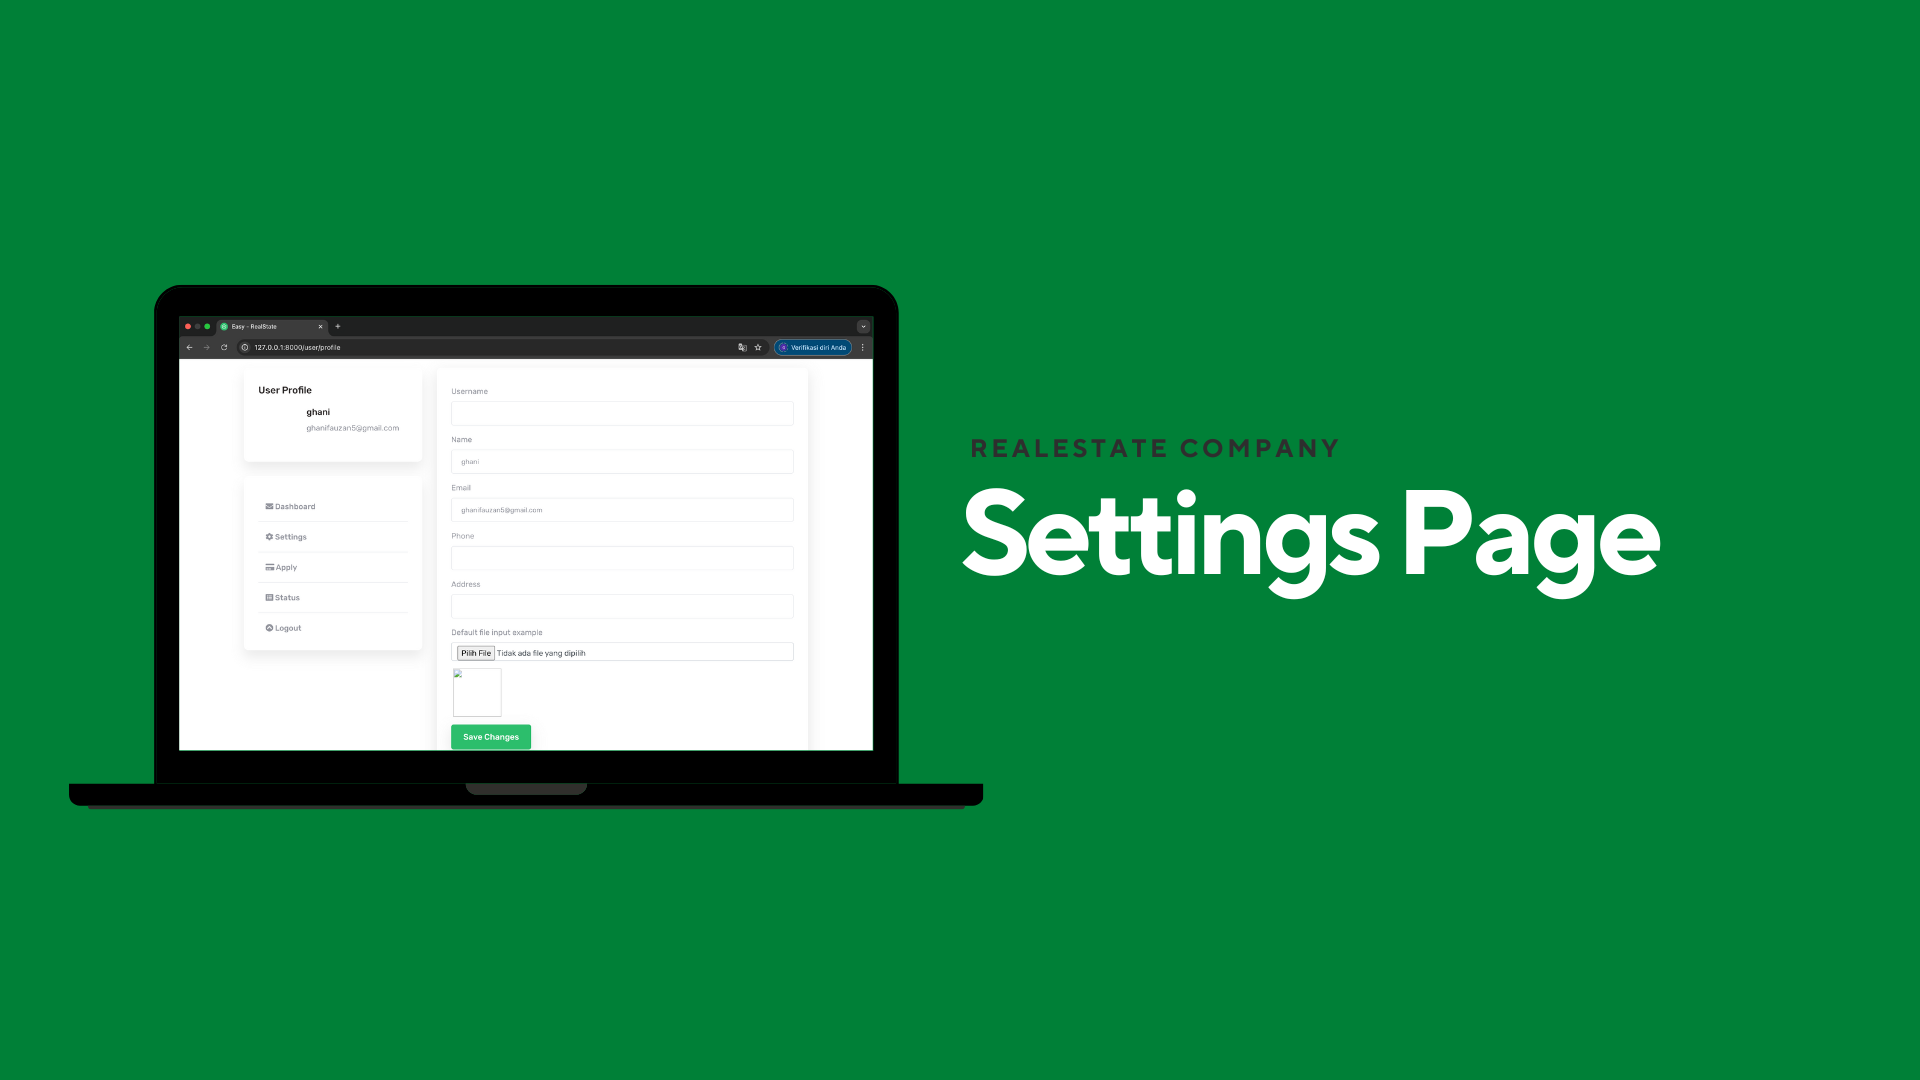 Easy - RealState
127.0.0.1:8000/user/profile
Verifikasi diri Anda
User Profile
ghani
ghanifauzan5@gmail.com
Dashboard
Settings
Apply
Status
Logout
Username
Name
ghani
Email
ghanifauzan5@gmail.com
Phone
Address
Default file input example
Pilih File Tidak ada file yang dipilih
Save Changes
REALESTATE COMPANY
Settings Page